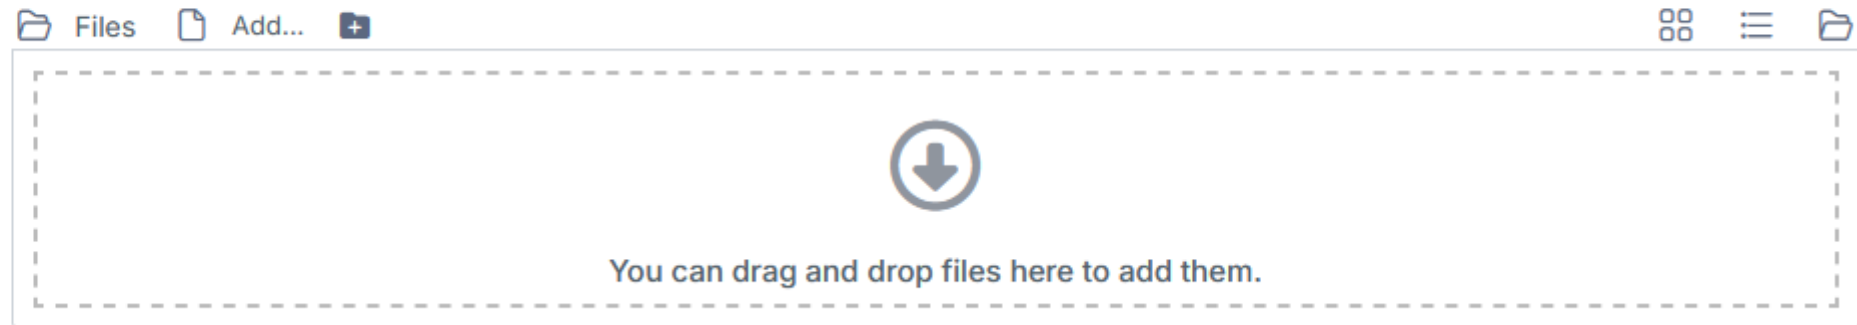 Files Add...
You can drag and drop files here to add them.